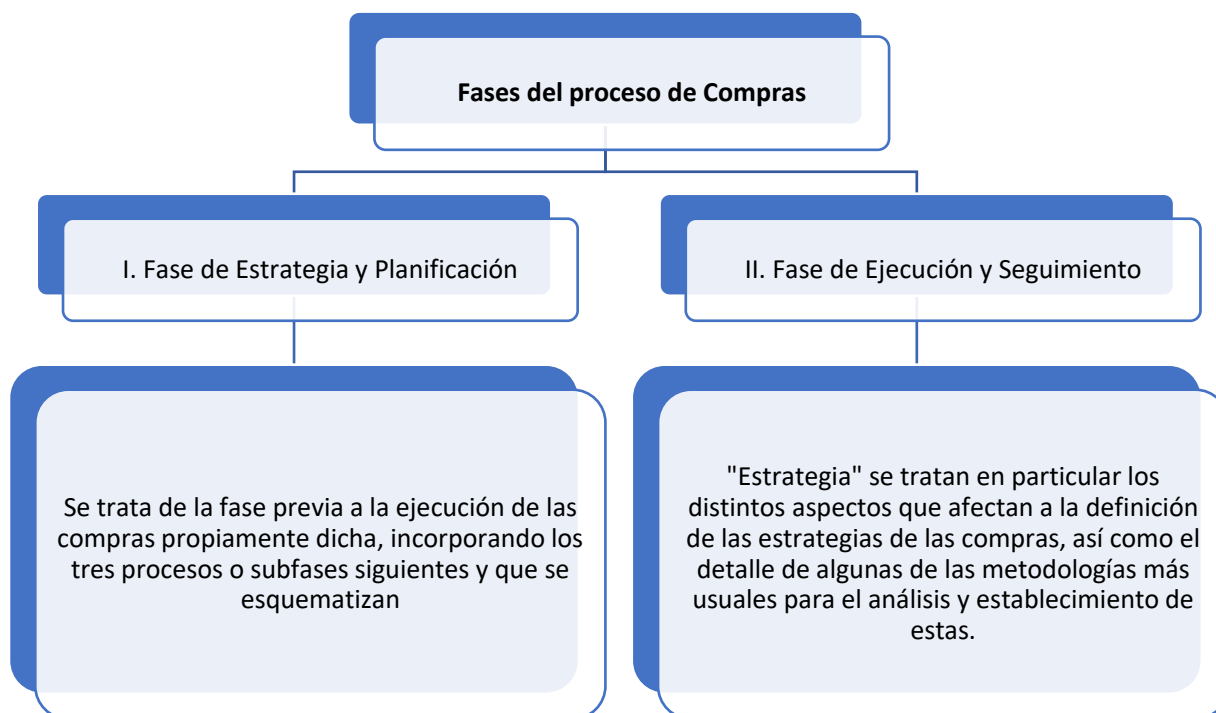 Fases del proceso de Compras
I. Fase de Estrategia y Planificación
II. Fase de Ejecución y Seguimiento
Se trata de la fase previa a la ejecución de las
compras propiamente dicha, incorporando los
tres procesos o subfases siguientes y que se
esquematizan
"Estrategia" se tratan en particular los
distintos aspectos que afectan a la definición
de las estrategias de las compras, así como el
detalle de algunas de las metodologías más
usuales para el análisis y establecimiento de
estas.